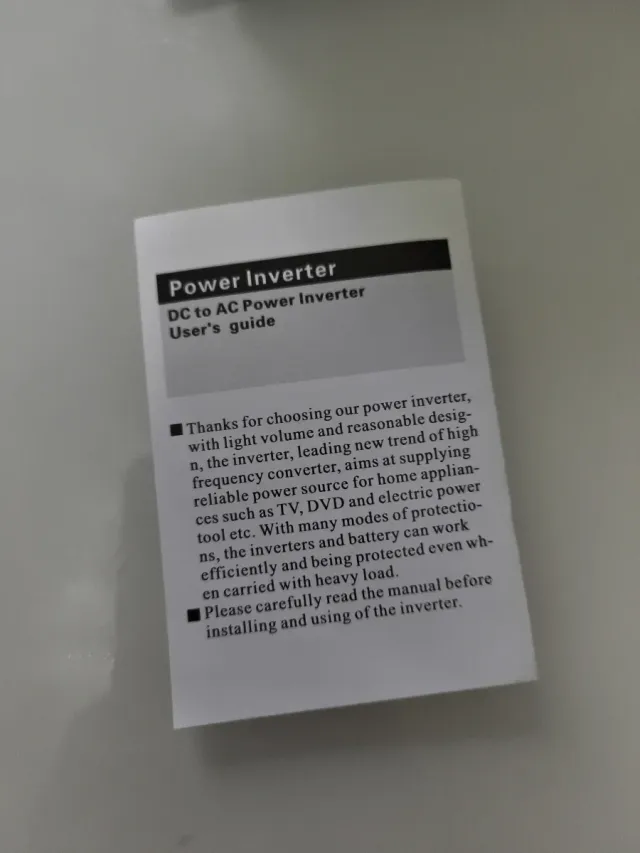 Power Inverter
DC to AC Power Inverter
User's guide
■ Thanks for choosing our power inverter,
with light volume and reasonable desig-
n, the inverter, leading new trend of high
frequency converter, aims at supplying
reliable power source for home applian-
ces such as TV, DVD and electric power
tool etc. With many modes of protectio-
ns, the inverters and battery can work
efficiently and being protected even wh-
en carried with heavy load.
■ Please carefully read the manual before
installing and using of the inverter.